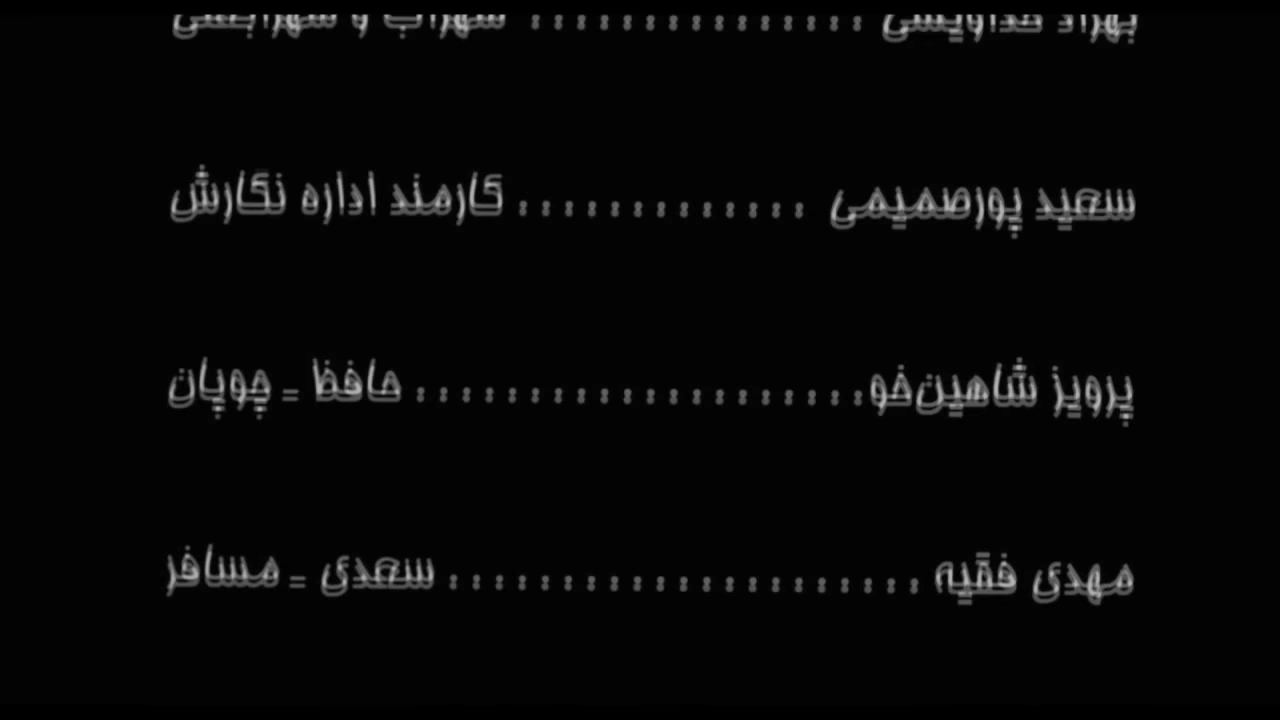 سعید پورصمیمی ............. کارمند اداره نگارش
پرویز شاهین‌خو.................... حافظ - چوپان
مهدی فقیه ..................... سعدی - مسافر